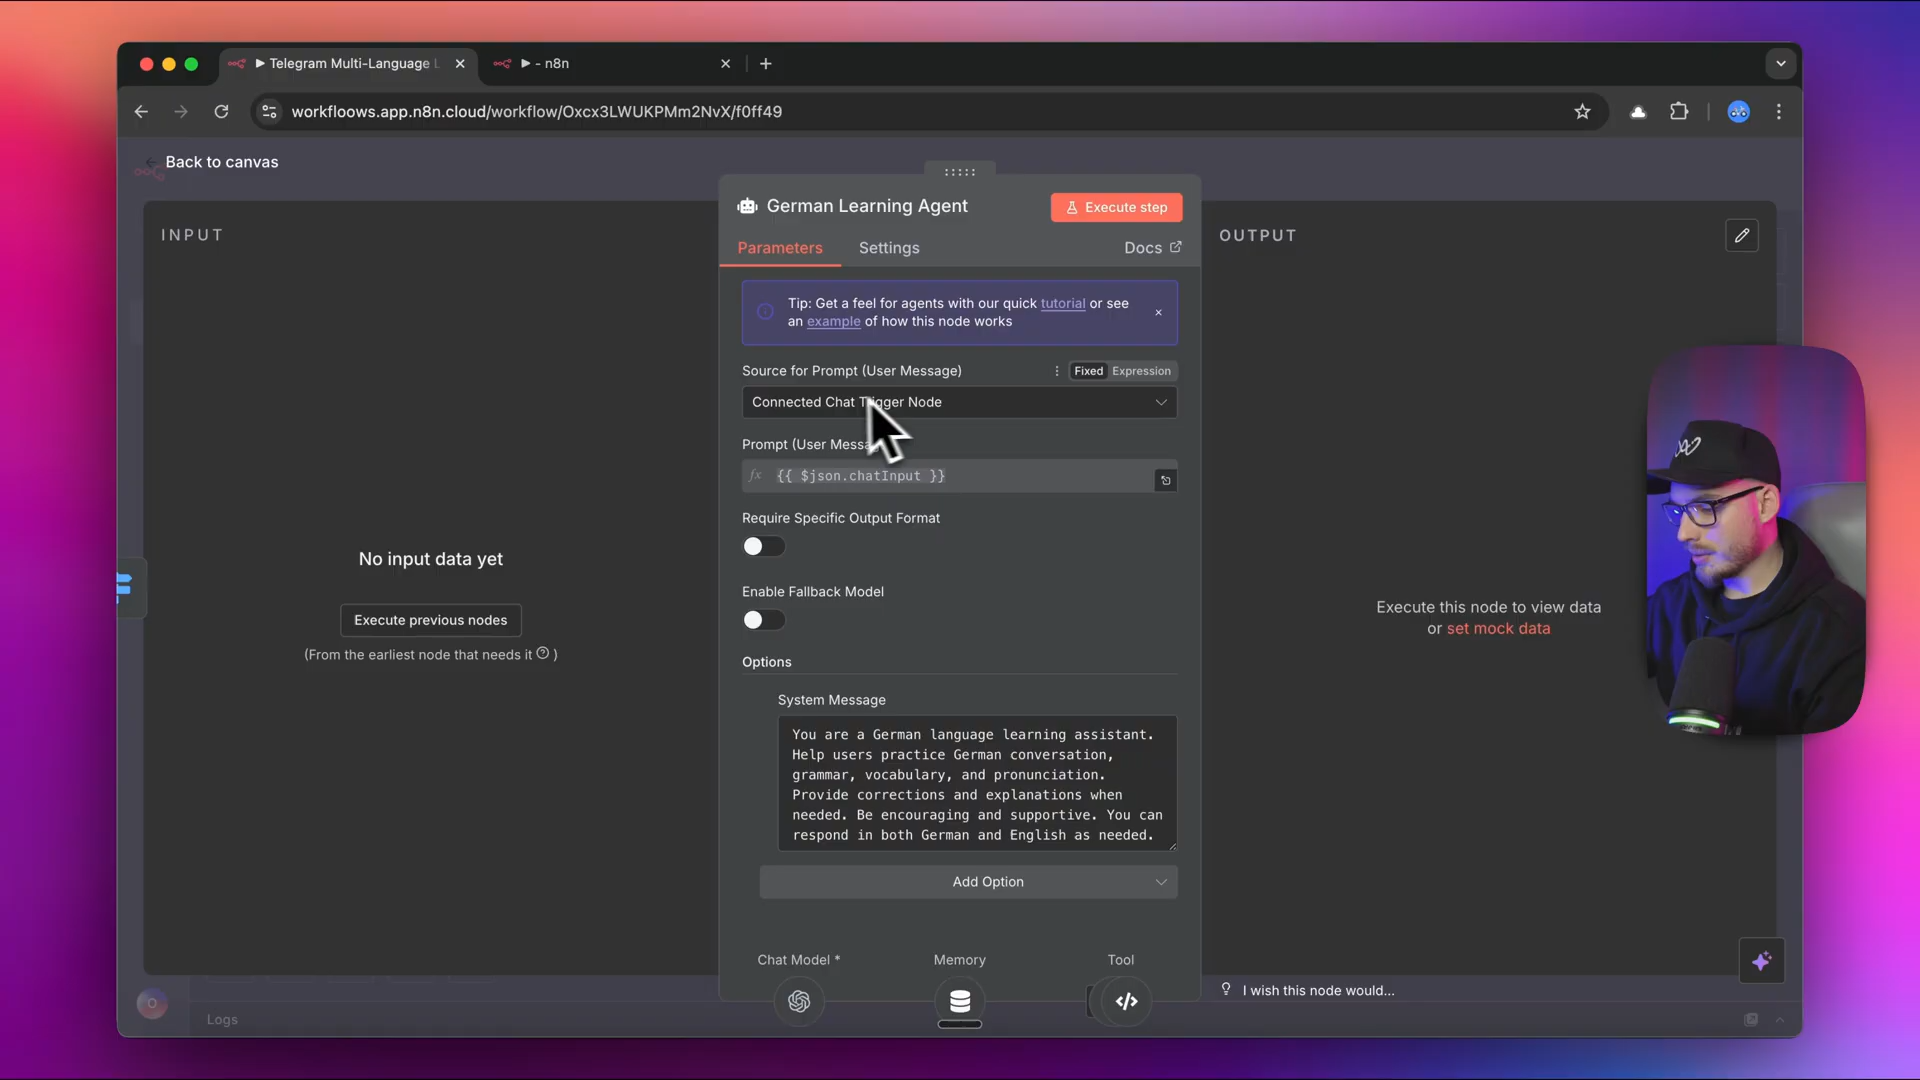 Telegram Multi-Language L
- n8n
workfloows.app.n8n.cloud/workflow/Oxcx3LWUKPMm2NvX/f0ff49
Back to canvas
INPUT
No input data yet
Execute previous nodes
(From the earliest node that needs it ? )
German Learning Agent
Execute step
Parameters
Settings
Docs
Tip: Get a feel for agents with our quick tutorial or see
an example of how this node works
Source for Prompt (User Message)
Fixed
Expression
Connected Chat Trigger Node
Prompt (User Messa
fx {{ $json.chatInput }}
Require Specific Output Format
Enable Fallback Model
Options
System Message
You are a German language learning assistant.
Help users practice German conversation,
grammar, vocabulary, and pronunciation.
Provide corrections and explanations when
needed. Be encouraging and supportive. You can
respond in both German and English as needed.
Add Option
Chat Model *
Memory
Tool
OUTPUT
Execute this node to view data
or set mock data
I wish this node would...
Logs